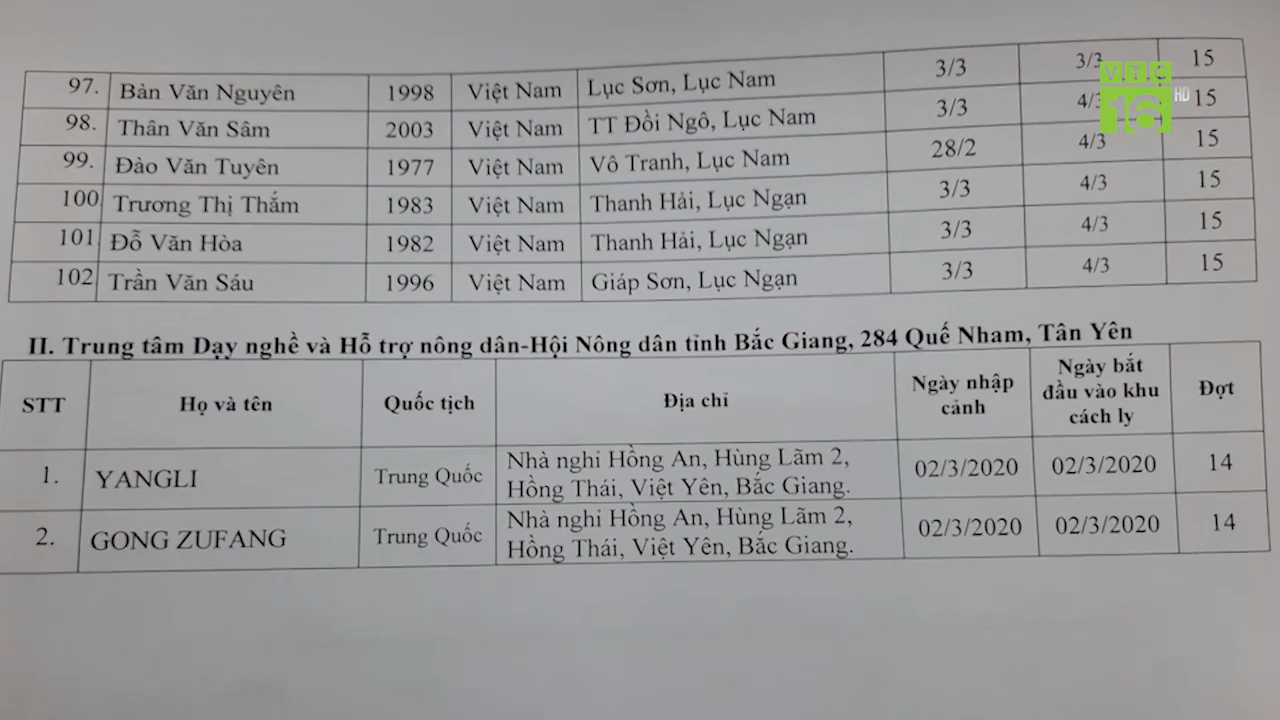 97. Bàn Văn Nguyên 1998 Việt Nam Lục Sơn, Lục Nam 3/3 3/3 15
98. Thân Văn Sâm 2003 Việt Nam TT Đồi Ngô, Lục Nam 3/3 4/3 15
99. Đào Văn Tuyên 1977 Việt Nam Vô Tranh, Lục Nam 28/2 4/3 15
100 Trương Thị Thắm 1983 Việt Nam Thanh Hải, Lục Ngạn 3/3 4/3 15
101 Đỗ Văn Hòa 1982 Việt Nam Thanh Hải, Lục Ngạn 3/3 4/3 15
102 Trần Văn Sáu 1996 Việt Nam Giáp Sơn, Lục Ngạn 3/3 4/3 15
VTC
16 HD
II. Trung tâm Dạy nghề và Hỗ trợ nông dân-Hội Nông dân tỉnh Bắc Giang, 284 Quế Nham, Tân Yên
STT Họ và tên Quốc tịch Địa chỉ Ngày nhập cảnh Ngày bắt đầu vào khu cách ly Đợt
1. YANGLI Trung Quốc Nhà nghỉ Hồng An, Hùng Lãm 2,
Hồng Thái, Việt Yên, Bắc Giang. 02/3/2020 02/3/2020 14
2. GONG ZUFANG Trung Quốc Nhà nghỉ Hồng An, Hùng Lãm 2,
Hồng Thái, Việt Yên, Bắc Giang. 02/3/2020 02/3/2020 14